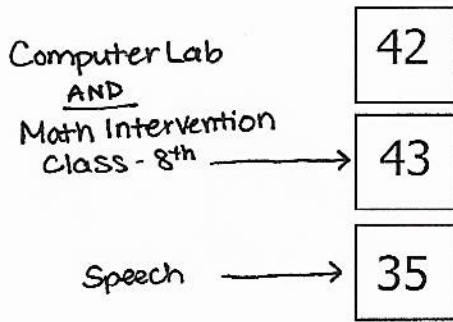 42
Computer Lab
AND
Math Intervention
Class - 8th
43
Speech
35